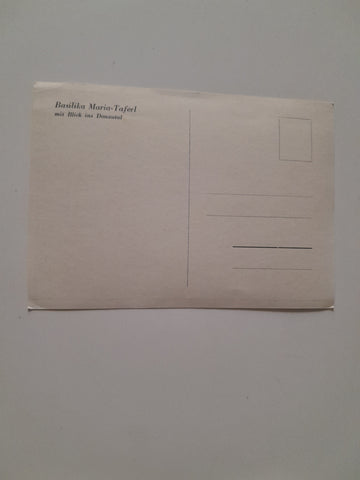 Basilika Maria-Taferl
mit Blick ins Donautal